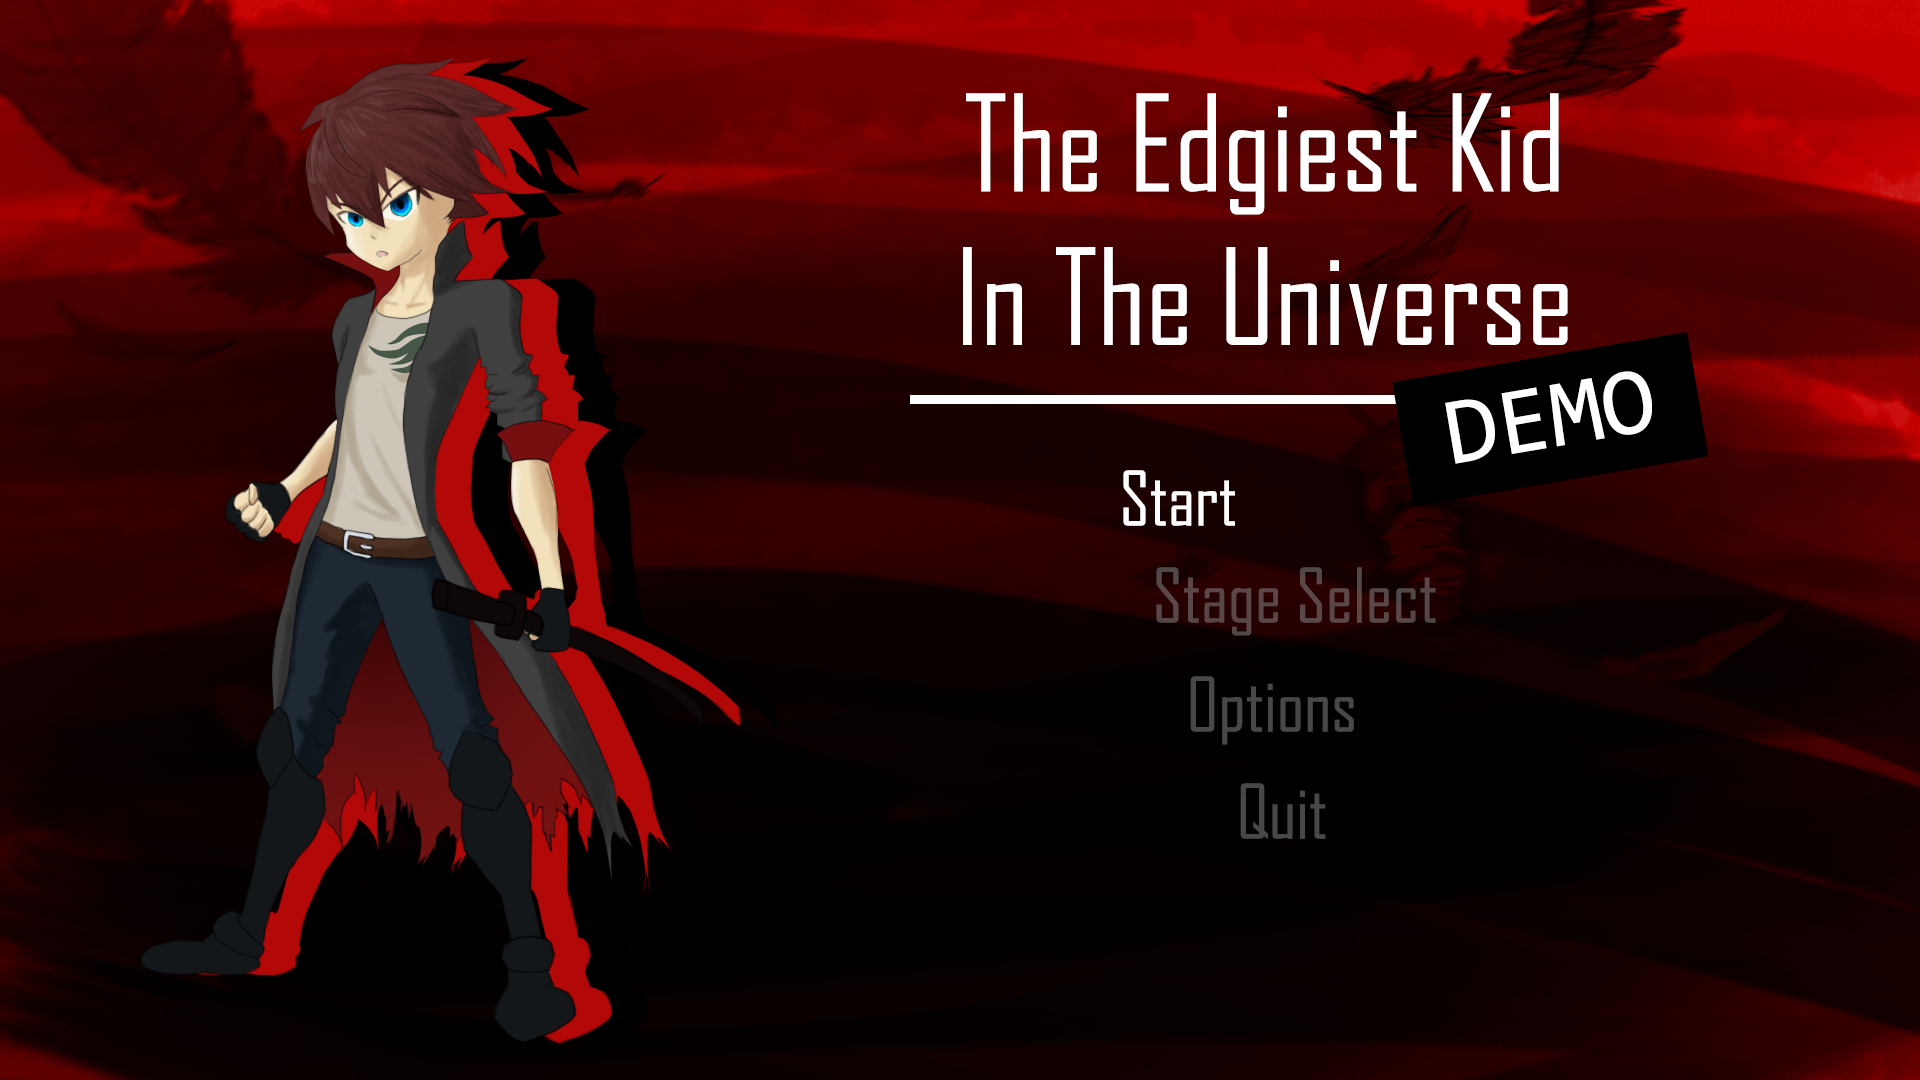 The Edgiest Kid
In The Universe
DEMO
Start
Stage Select
Options
Quit